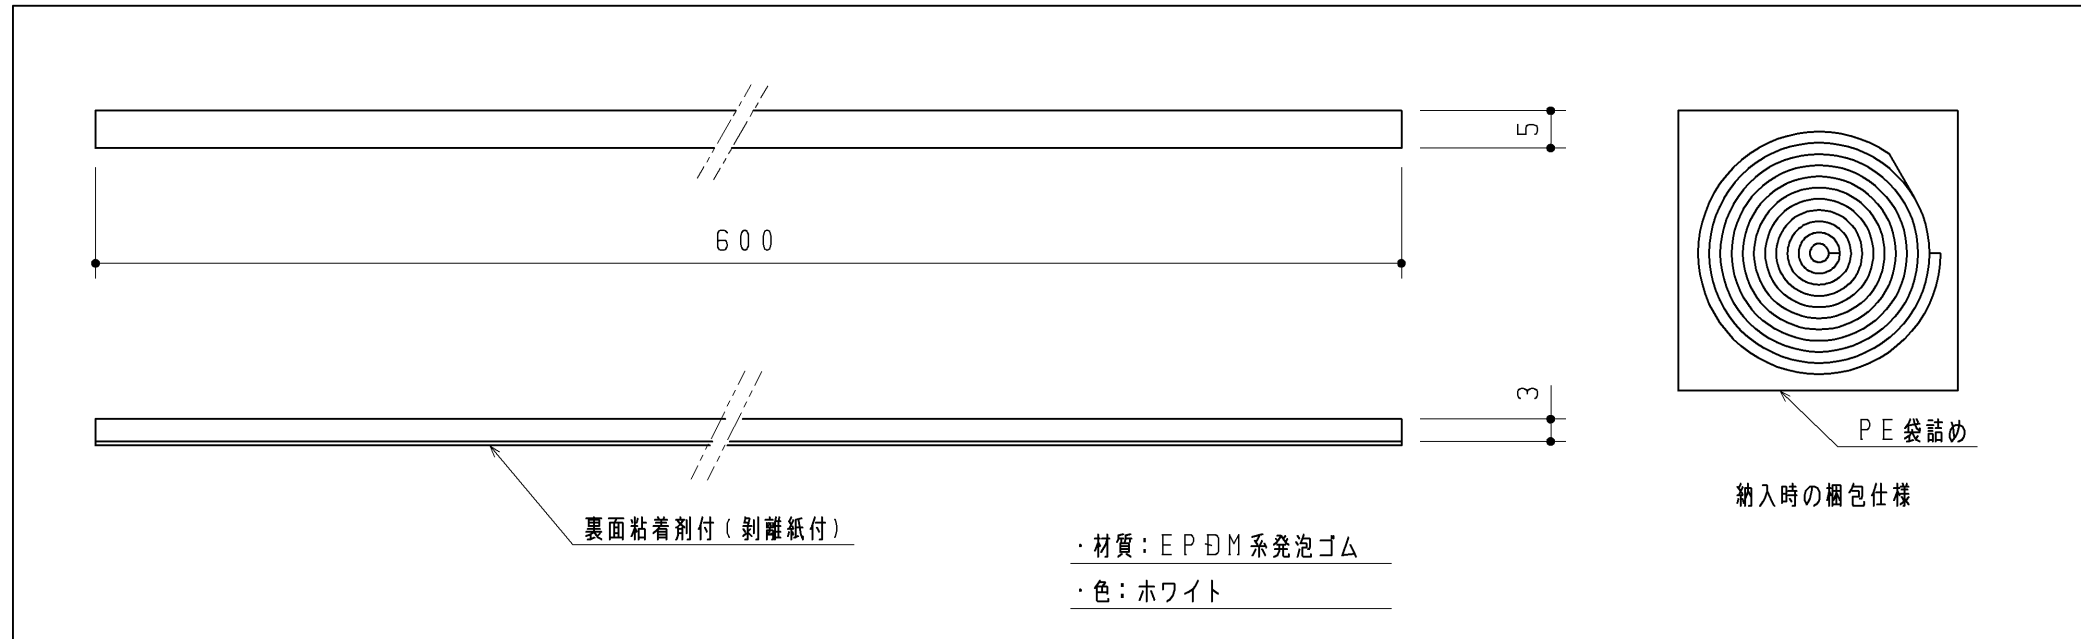 5
600
3
PE袋詰め
納入時の梱包仕様
裏面粘着剤付(剝離紙付)
・材質:EPDM系発泡ゴム
・色:ホワイト